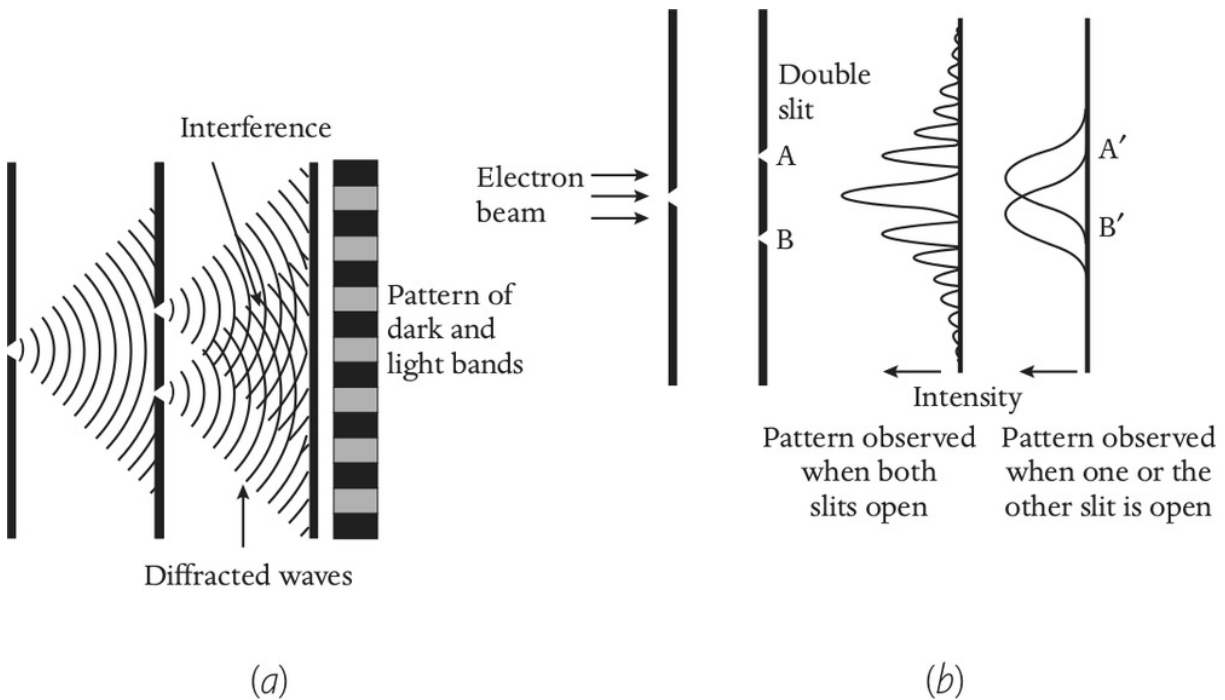 Interference
Pattern of
dark and
light bands
Diffracted waves
(a)
Electron
beam
Double
slit
A
B
A′
B′
Intensity
Pattern observed
when both
slits open
Pattern observed
when one or the
other slit is open
(b)